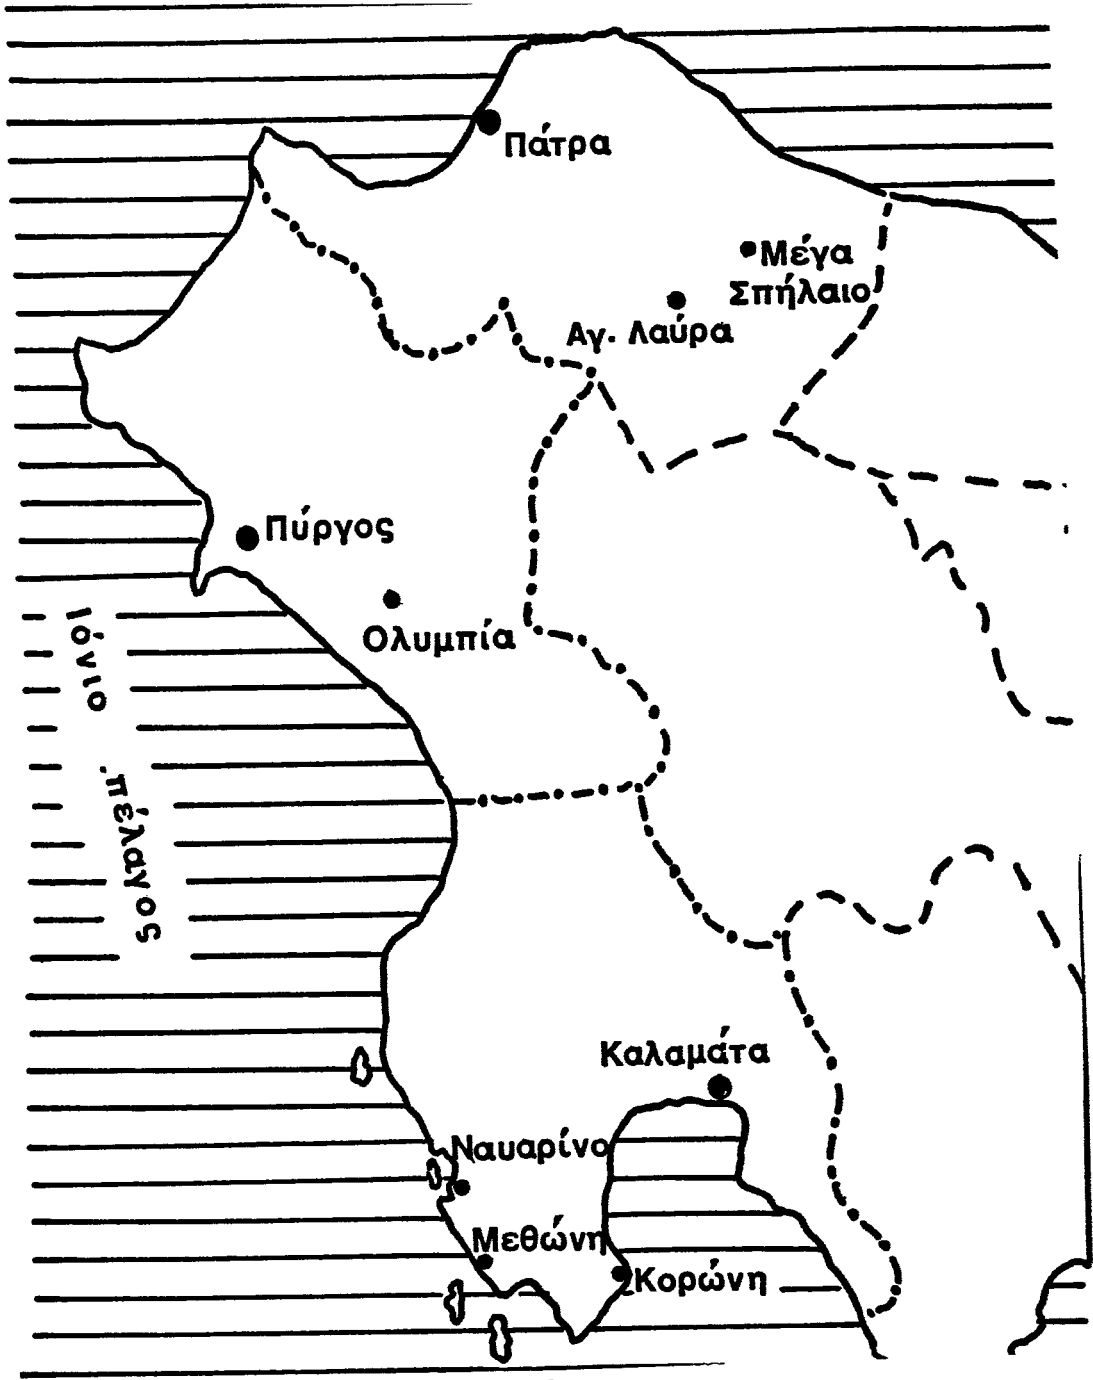 Πάτρα
Μέγα
Σπήλαιο
Αγ. Λαύρα
Πύργος
Ολυμπία
Ιόνιο
πέλαγος
Καλαμάτα
Ναυαρίνο
Μεθώνη
Κορώνη